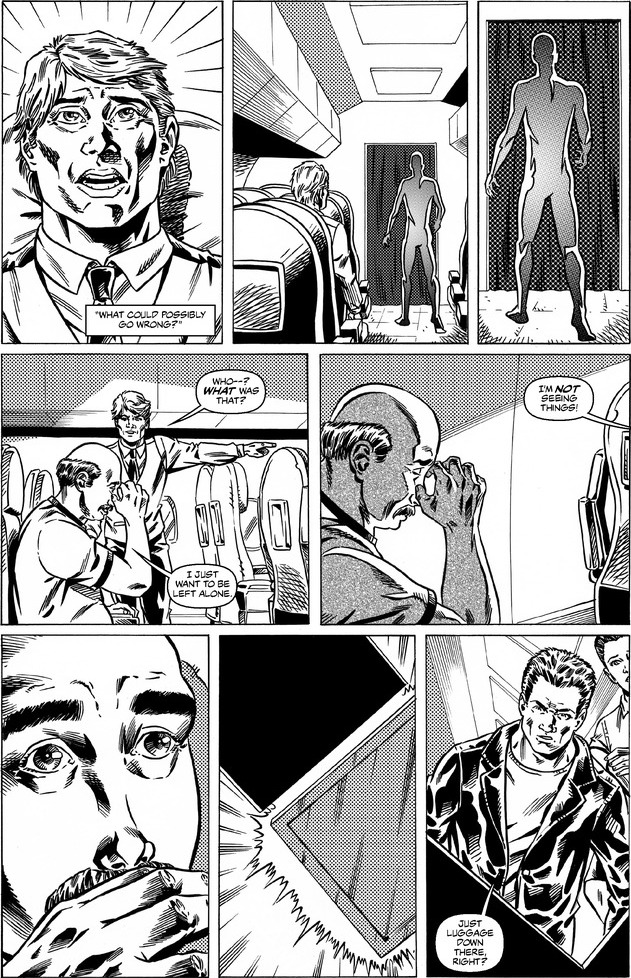 "WHAT COULD POSSIBLY
GO WRONG?"
WHO--?
WHAT WAS
THAT?
I JUST
WANT TO BE
LEFT ALONE.
I'M NOT
SEEING
THINGS!
JUST
LUGGAGE
DOWN
THERE,
RIGHT?